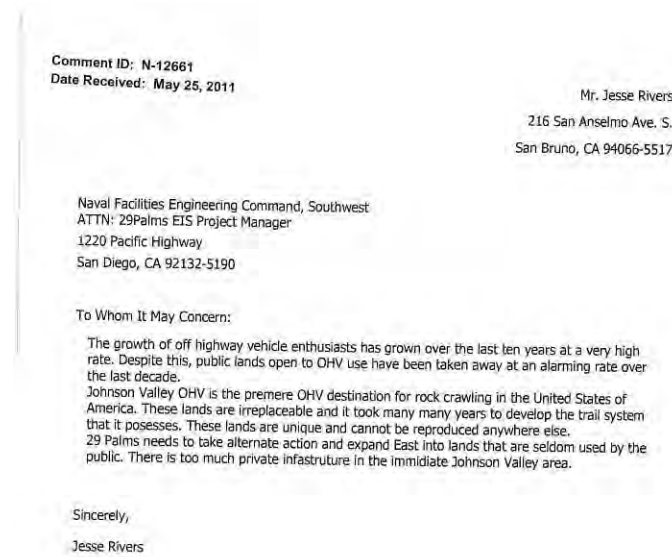 Comment ID: N-12661
Date Received: May 25, 2011
Mr. Jesse Rivers
216 San Anselmo Ave. S.
San Bruno, CA 94066-5517
Naval Facilities Engineering Command, Southwest
ATTN: 29Palms EIS Project Manager
1220 Pacific Highway
San Diego, CA 92132-5190
To Whom It May Concern:
The growth of off highway vehicle enthusiasts has grown over the last ten years at a very high
rate. Despite this, public lands open to OHV use have been taken away at an alarming rate over
the last decade.
Johnson Valley OHV is the premere OHV destination for rock crawling in the United States of
America. These lands are irreplaceable and it took many many years to develop the trail system
that it posesses. These lands are unique and cannot be reproduced anywhere else.
29 Palms needs to take alternate action and expand East into lands that are seldom used by the
public. There is too much private infastruture in the immidiate Johnson Valley area.
Sincerely,
Jesse Rivers